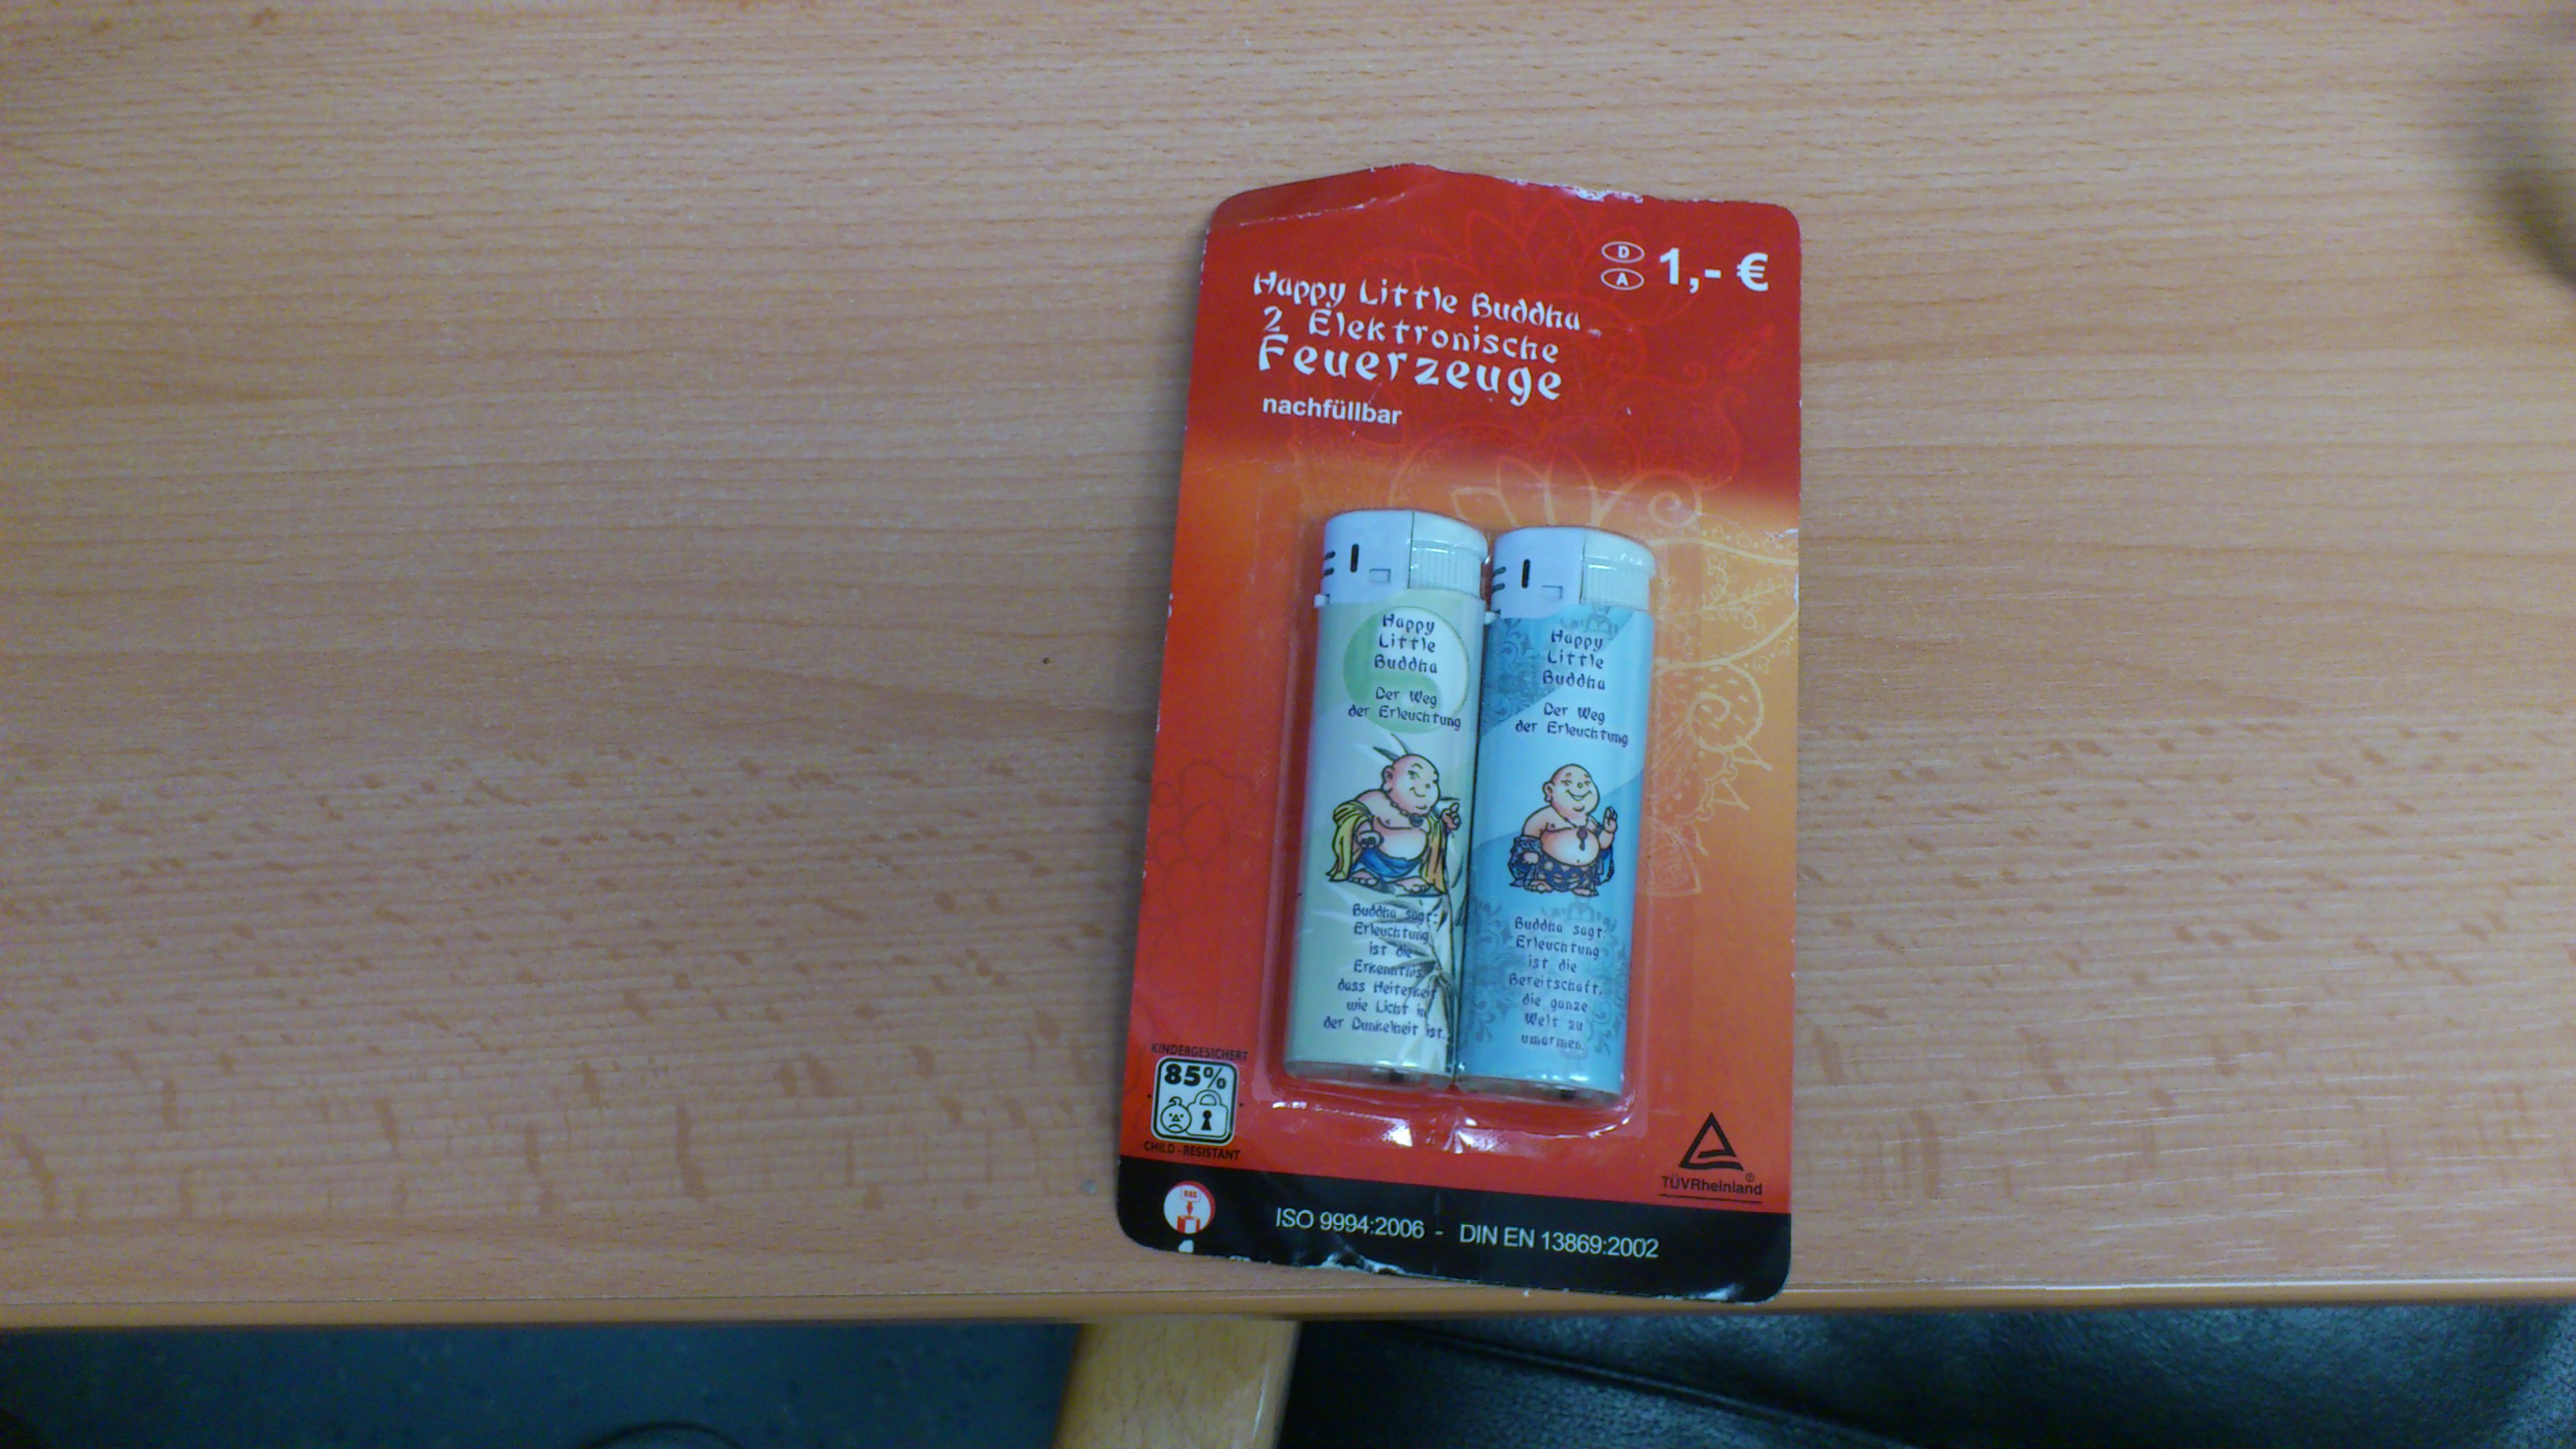 D
A
1,- €
Happy Little Buddha
2 Elektronische
Feuerzeuge
nachfüllbar
Happy
Little
Buddha
Der Weg
der Erleuchtung
Buddha sagt:
Erleuchtung
ist die
Erkenntnis,
dass Heiterkeit
wie Licht in
der Dunkelheit ist.
Happy
Little
Buddha
Der Weg
der Erleuchtung
Buddha sagt:
Erleuchtung
ist die
Bereitschaft,
die ganze
Welt zu
umarmen.
KINDERGESICHERT
85%
CHILD - RESISTANT
TÜVRheinland®
GAS
ISO 9994:2006 - DIN EN 13869:2002